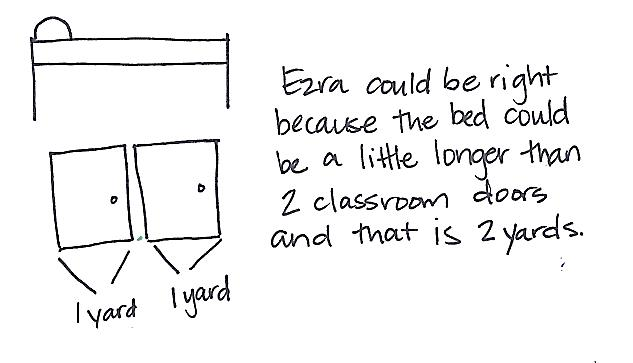 Ezra could be right
because the bed could
be a little longer than
2 classroom doors
and that is 2 yards.
1 yard 1 yard